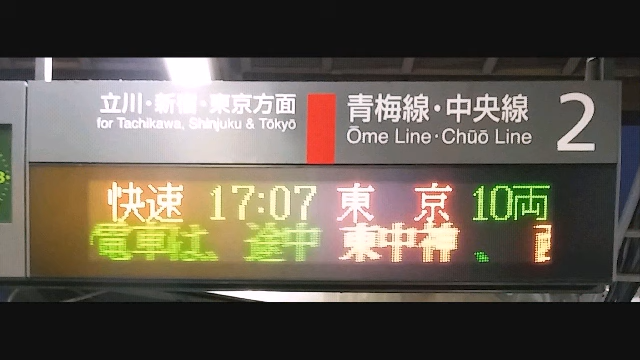 立川・新宿・東京方面
for Tachikawa, Shinjuku & Tōkyō
青梅線・中央線
Ōme Line・Chūō Line
2
快速 17:07 東京 10両
電車は、途中 東中神、